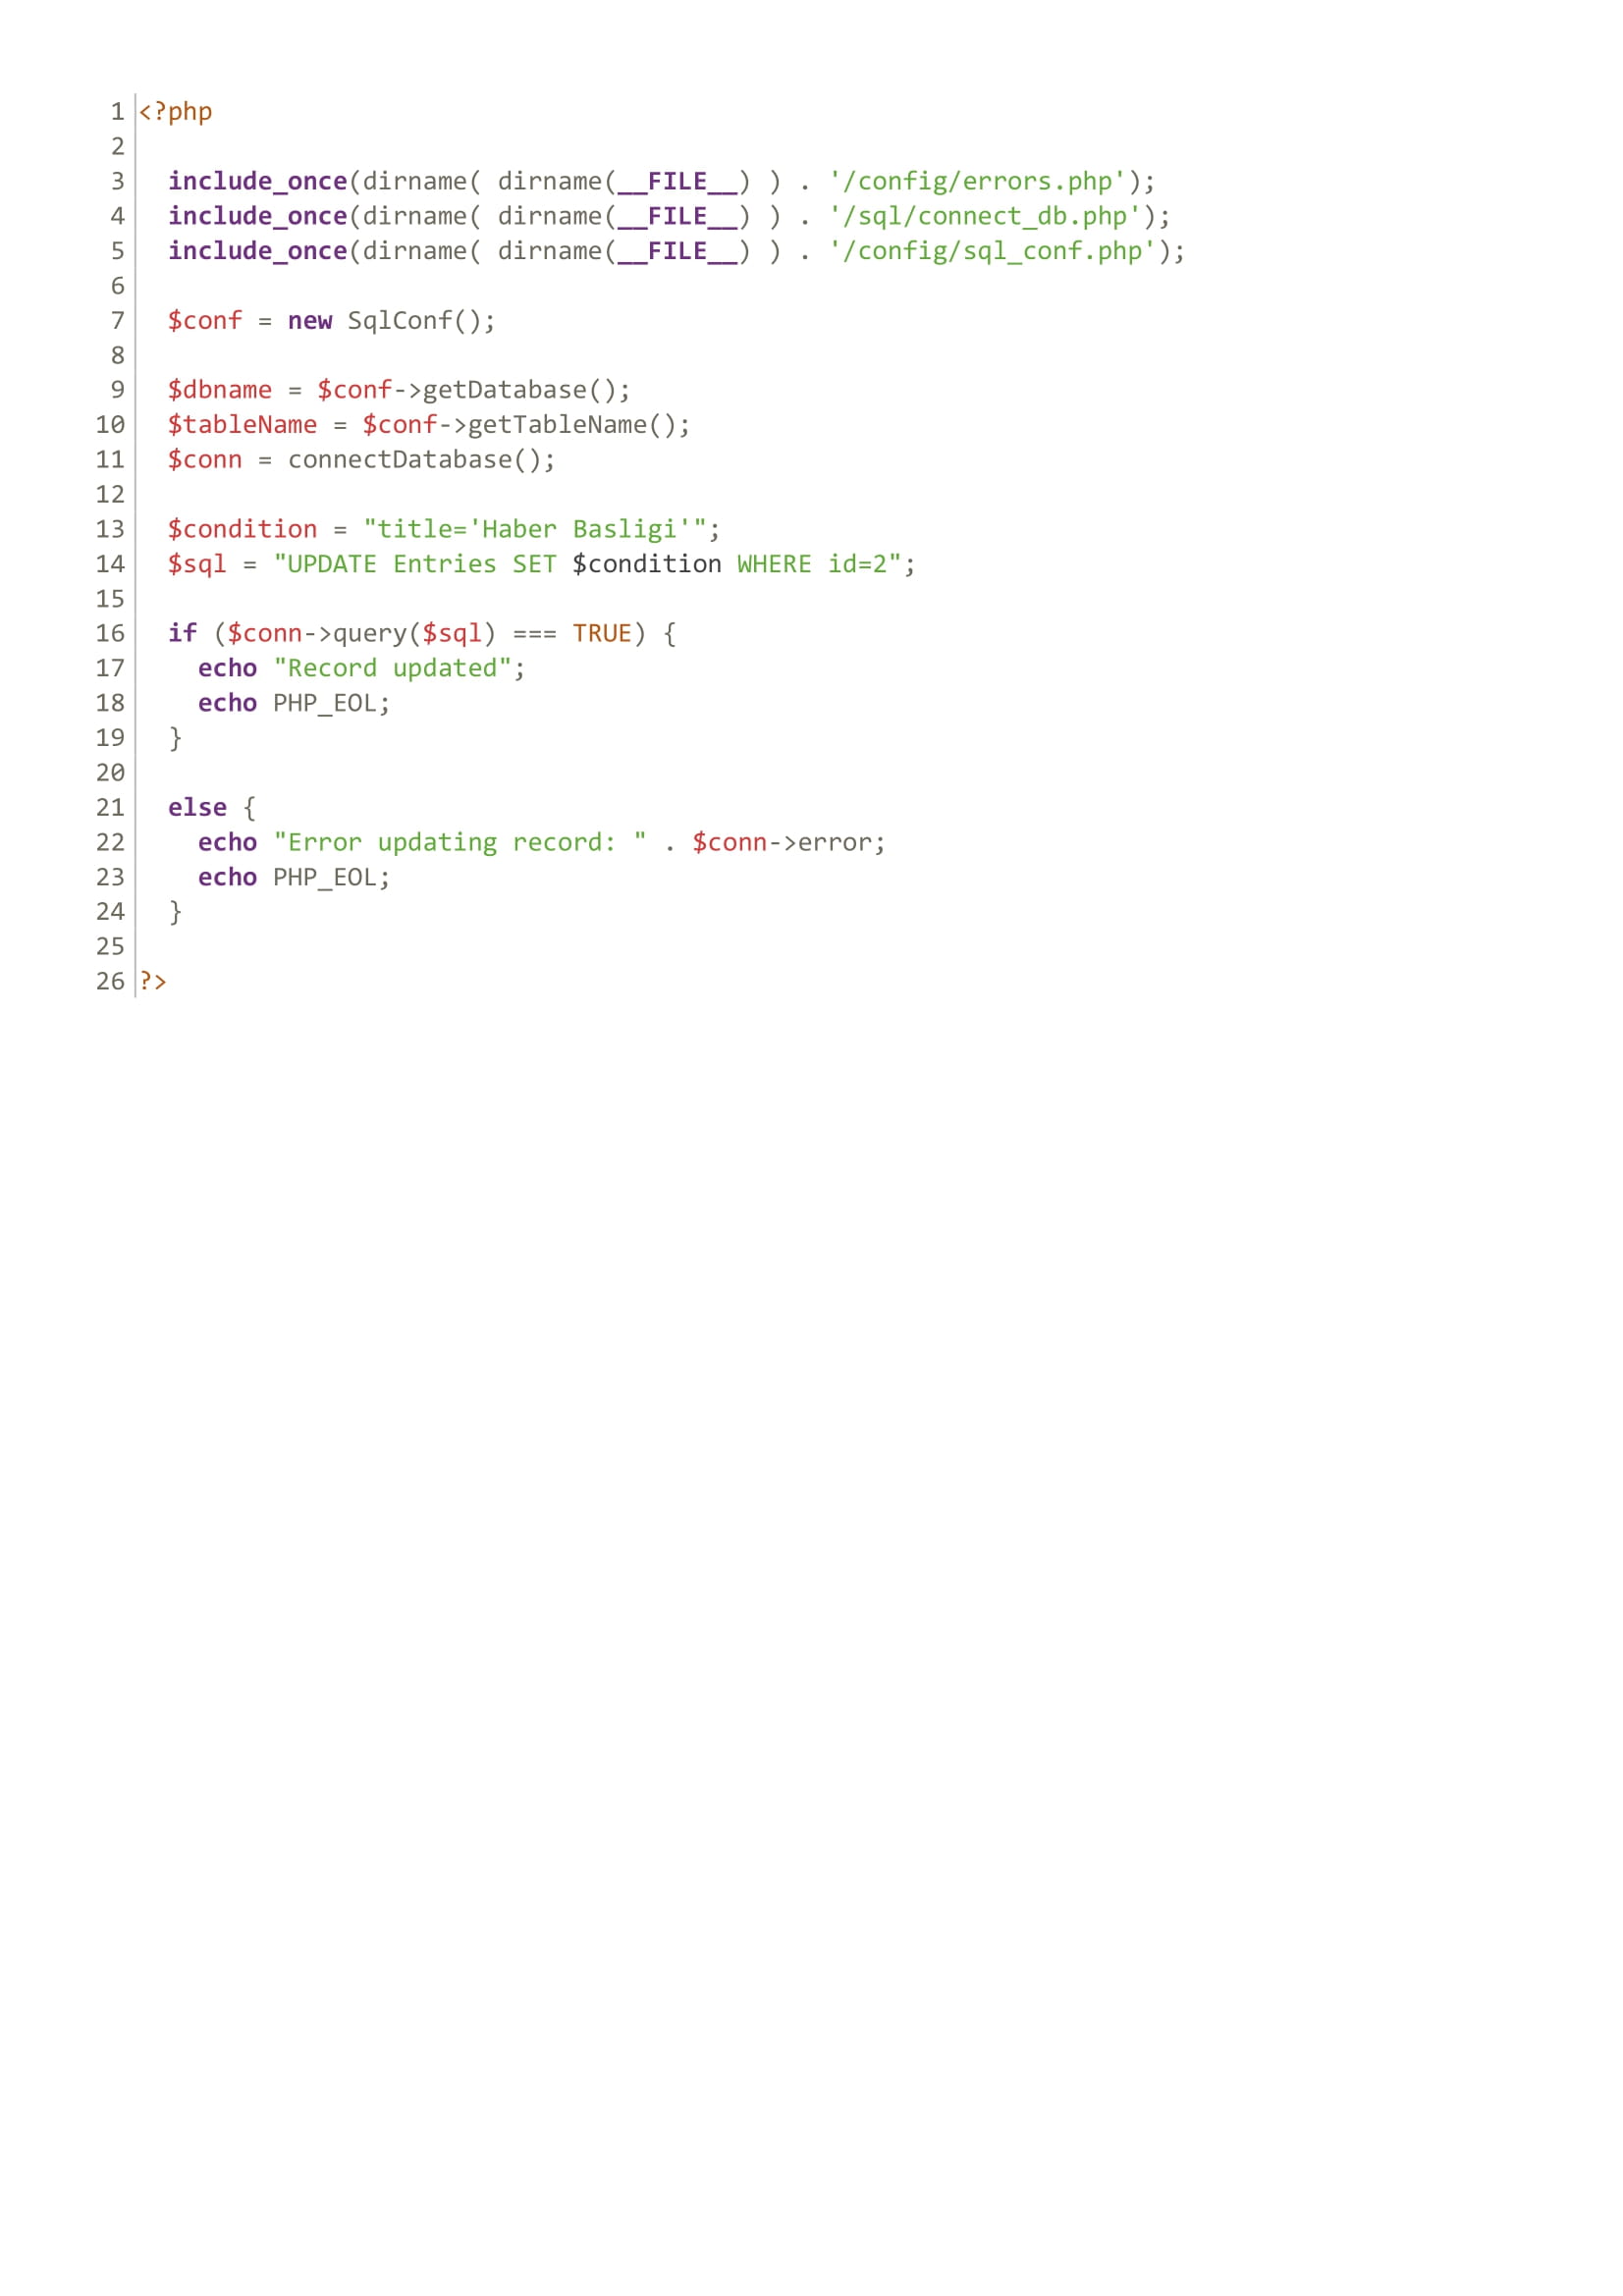 1 <?php
2
3   include_once(dirname( dirname(__FILE__) ) . '/config/errors.php');
4   include_once(dirname( dirname(__FILE__) ) . '/sql/connect_db.php');
5   include_once(dirname( dirname(__FILE__) ) . '/config/sql_conf.php');
6
7   $conf = new SqlConf();
8
9   $dbname = $conf->getDatabase();
10   $tableName = $conf->getTableName();
11   $conn = connectDatabase();
12
13   $condition = "title='Haber Basligi'";
14   $sql = "UPDATE Entries SET $condition WHERE id=2";
15
16   if ($conn->query($sql) === TRUE) {
17     echo "Record updated";
18     echo PHP_EOL;
19   }
20
21   else {
22     echo "Error updating record: " . $conn->error;
23     echo PHP_EOL;
24   }
25
26 ?>